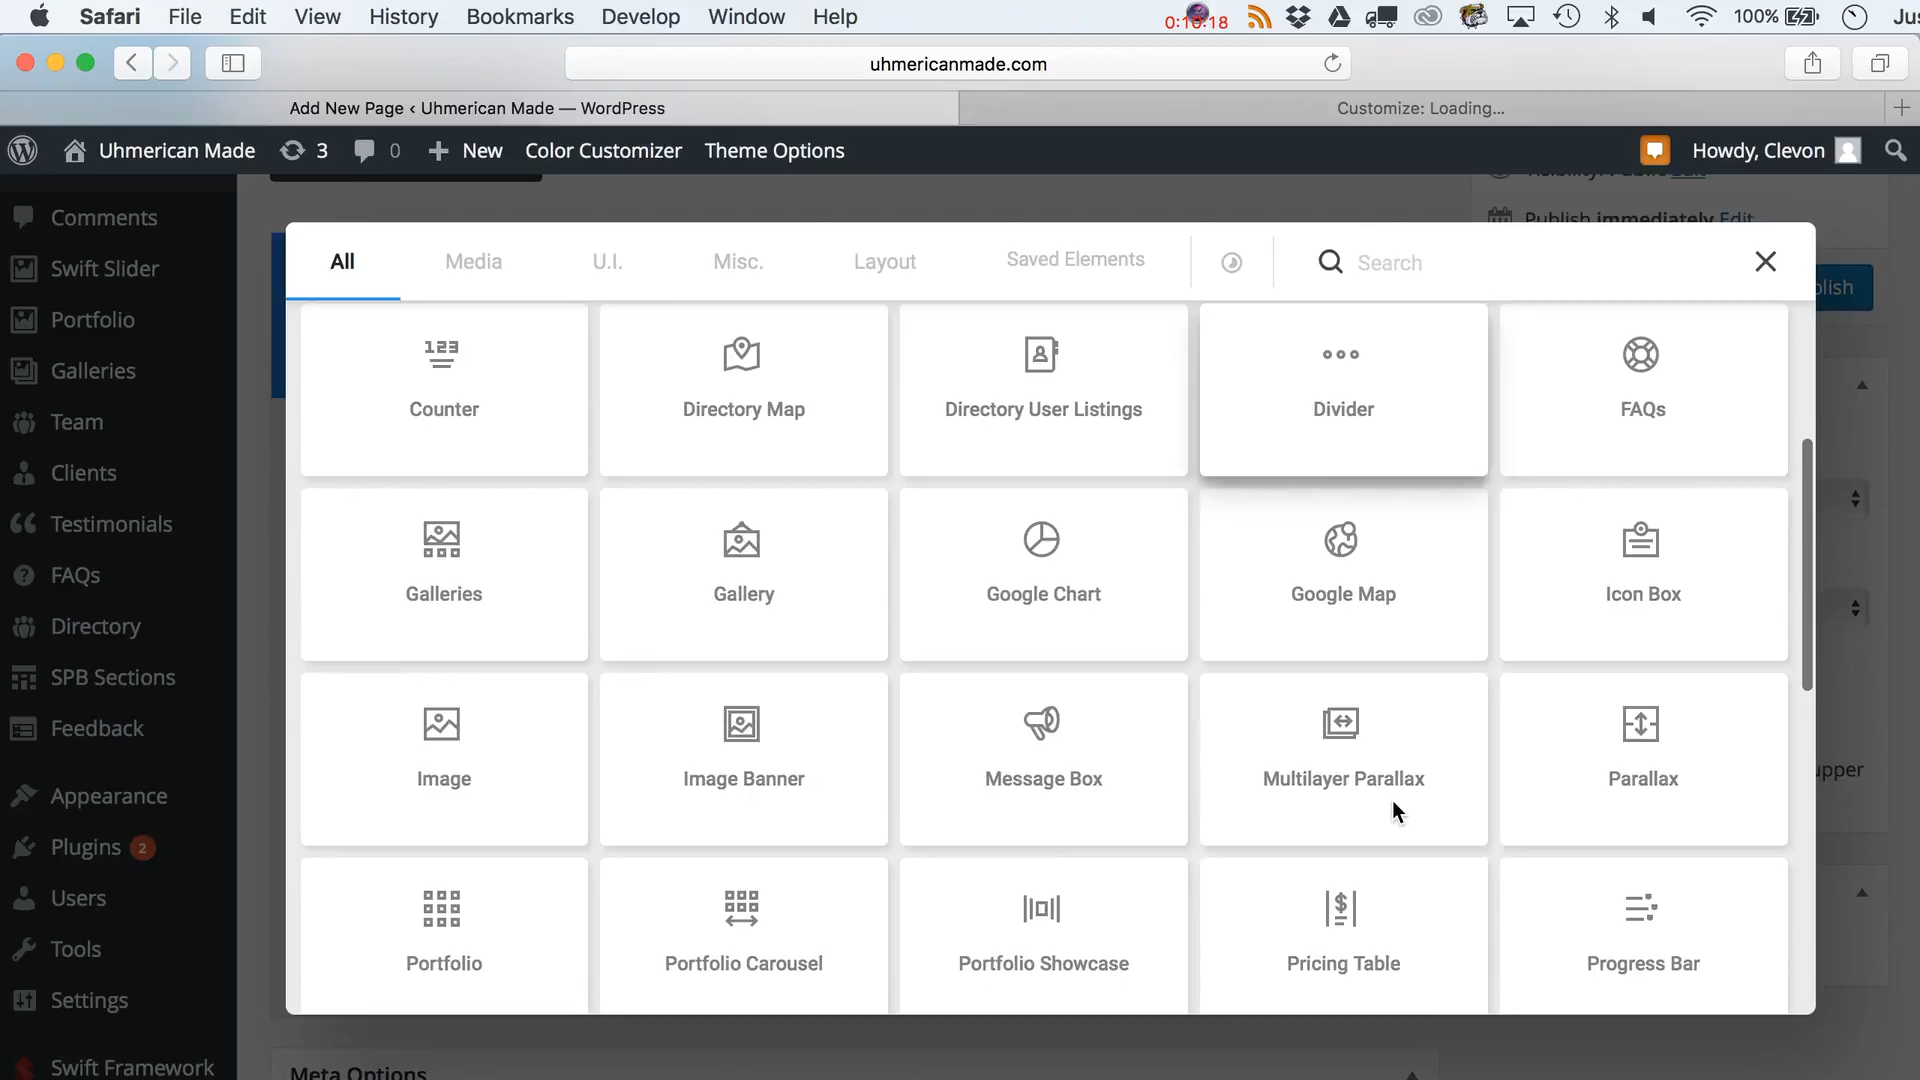 Safari File Edit View History Bookmarks Develop Window Help 0:10:18 100% Jus
uhmericanmade.com
Add New Page ‹ Uhmerican Made — WordPress Customize: Loading...
Uhmerican Made 3 0 New Color Customizer Theme Options Howdy, Clevon
Publish immediately Edit
Comments
Swift Slider
Portfolio
Galleries
Team
Clients
Testimonials
FAQs
Directory
SPB Sections
Feedback
Appearance
Plugins 2
Users
Tools
Settings
Swift Framework
All Media U.I. Misc. Layout Saved Elements Search
blish
123
Counter Directory Map Directory User Listings Divider FAQs
Galleries Gallery Google Chart Google Map Icon Box
Image Image Banner Message Box Multilayer Parallax Parallax
upper
$
Portfolio Portfolio Carousel Portfolio Showcase Pricing Table Progress Bar
Meta Options